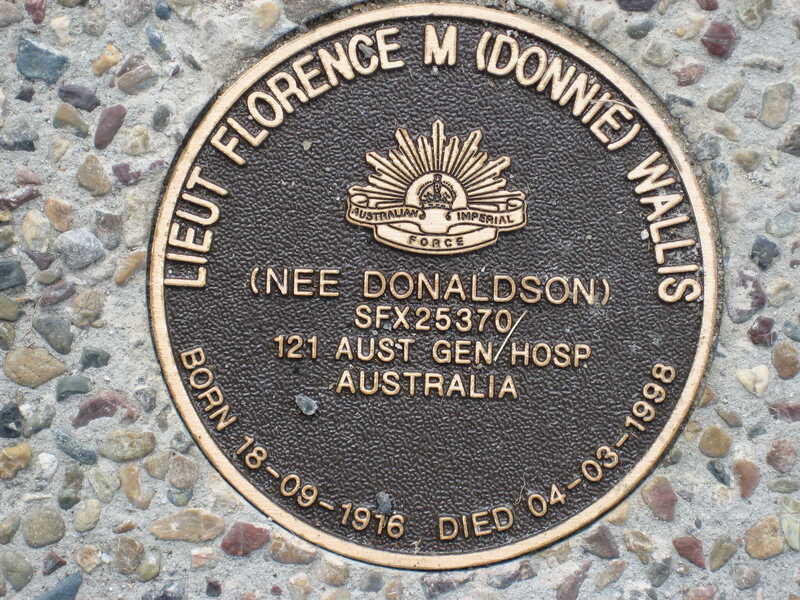 LIEUT FLORENCE M (DONNIE) WALLIS
AUSTRALIAN IMPERIAL
FORCE
(NEE DONALDSON)
SFX25370
121 AUST GEN HOSP
AUSTRALIA
BORN 18-09-1916 DIED 04-03-1998